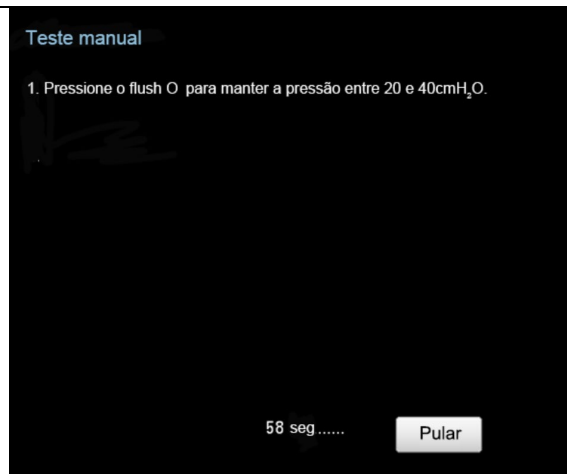 Teste manual
1. Pressione o flush O para manter a pressão entre 20 e 40cmH₂O.
58 seg......
Pular